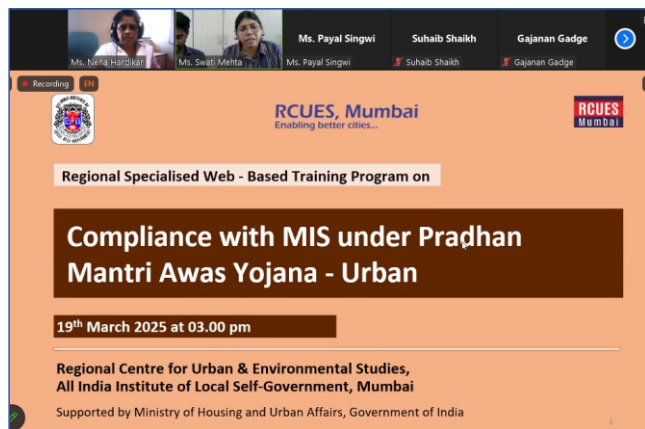 Ms. Neha Hardikar
Ms. Swati Mehta
Ms. Payal Singwi
Ms. Payal Singwi
Suhaib Shaikh
Suhaib Shaikh
Gajanan Gadge
Gajanan Gadge
Recording
EN
RCUES, Mumbai
Enabling better cities...
RCUES
Mumbai
Regional Specialised Web - Based Training Program on
Compliance with MIS under Pradhan
Mantri Awas Yojana - Urban
19th March 2025 at 03.00 pm
Regional Centre for Urban & Environmental Studies,
All India Institute of Local Self-Government, Mumbai
Supported by Ministry of Housing and Urban Affairs, Government of India
1